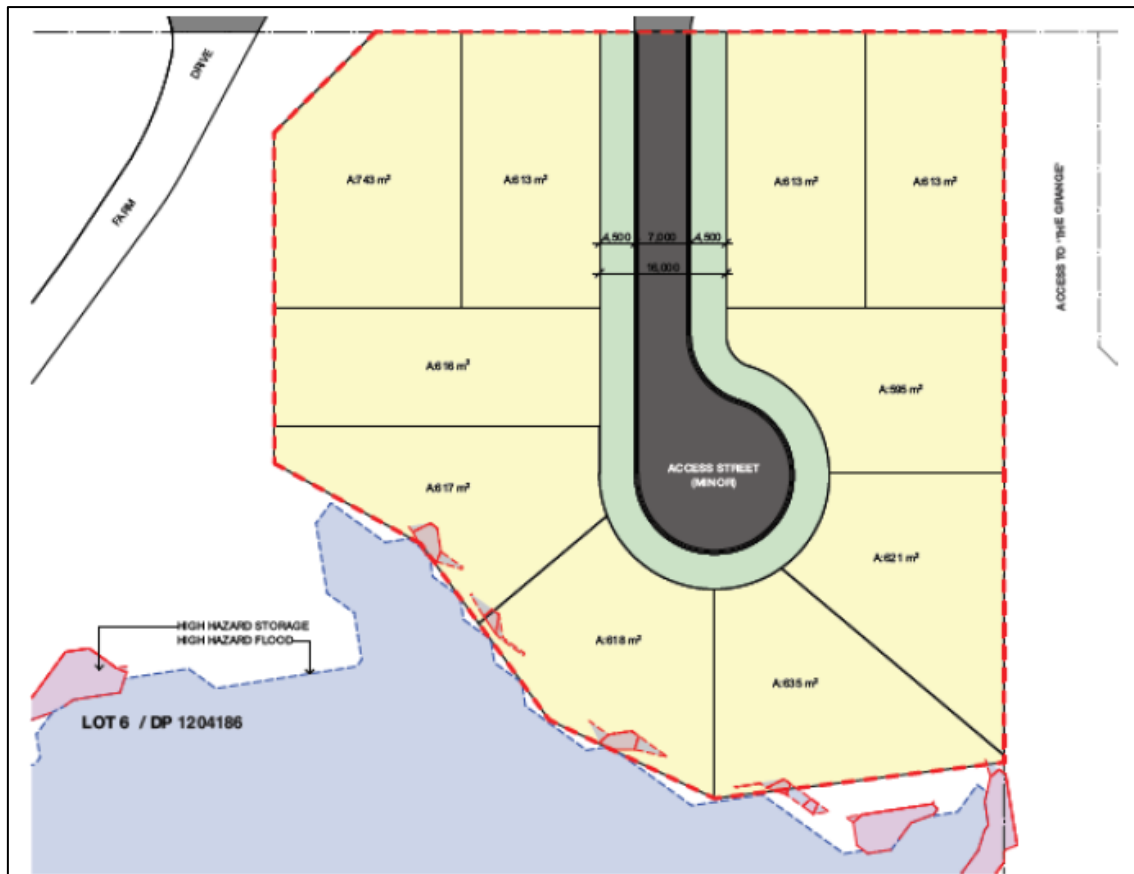 DRIVE
FARM
A:743 m²
A:613 m²
A:613 m²
A:613 m²
ACCESS TO 'THE GRANGE'
4,500
7,000
4,500
16,000
A:616 m²
A:595 m²
ACCESS STREET
(MINOR)
A:617 m²
A:621 m²
HIGH HAZARD STORAGE
HIGH HAZARD FLOOD
A:618 m²
A:635 m²
LOT 6 / DP 1204186